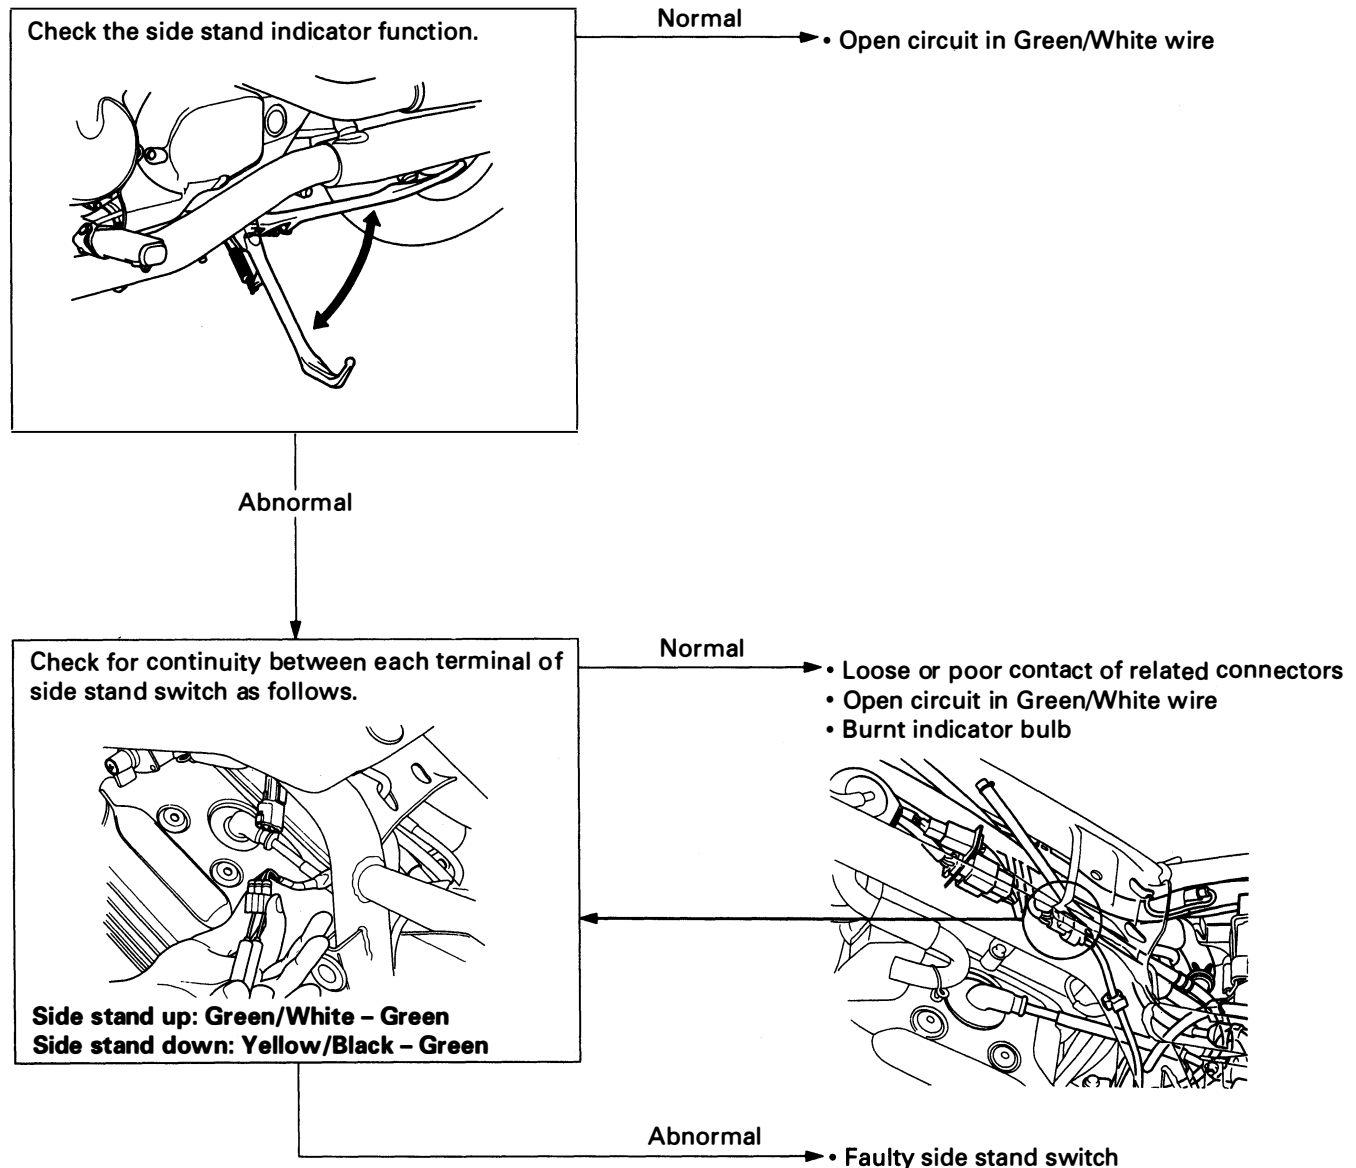 Check the side stand indicator function.
Normal
• Open circuit in Green/White wire
Abnormal
Check for continuity between each terminal of
side stand switch as follows.
Normal
• Loose or poor contact of related connectors
• Open circuit in Green/White wire
• Burnt indicator bulb
Side stand up: Green/White – Green
Side stand down: Yellow/Black – Green
Abnormal
• Faulty side stand switch